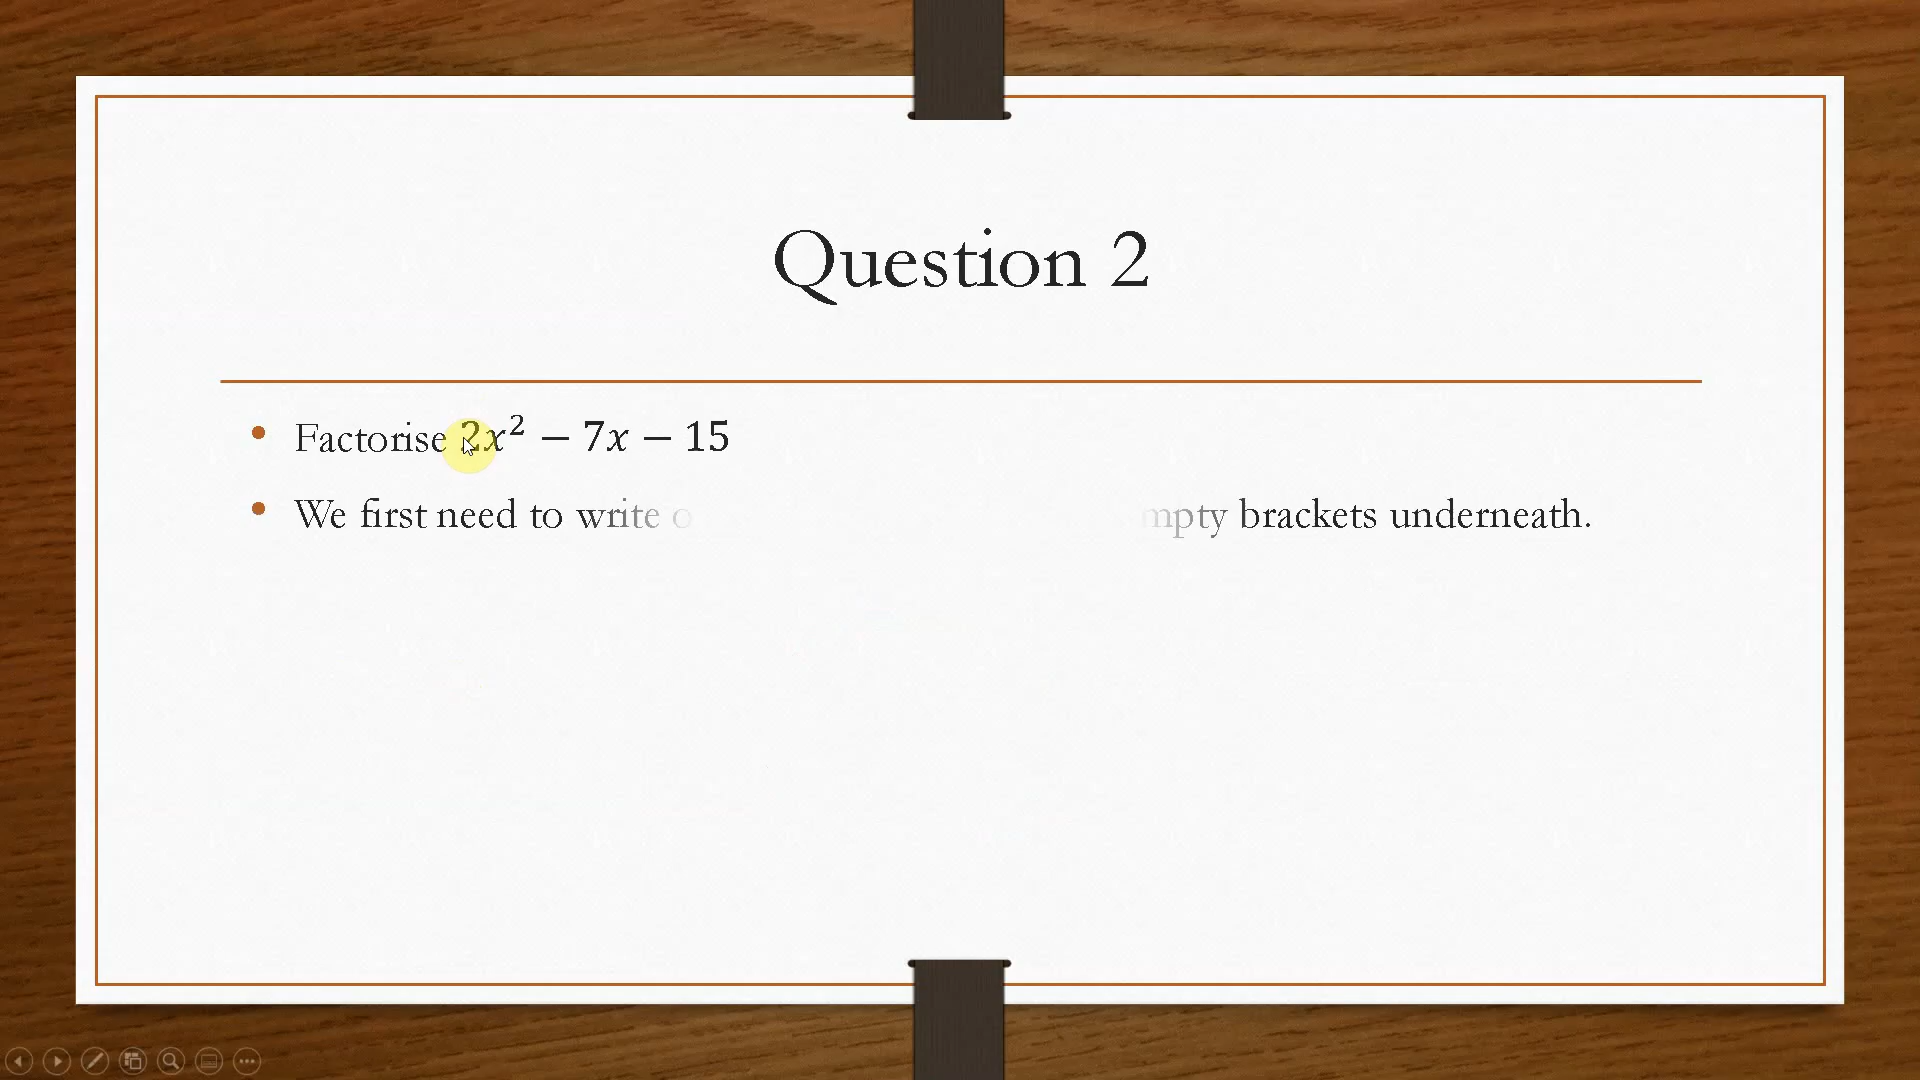 Question 2
Factorise 2x² − 7x − 15
We first need to write brackets underneath.